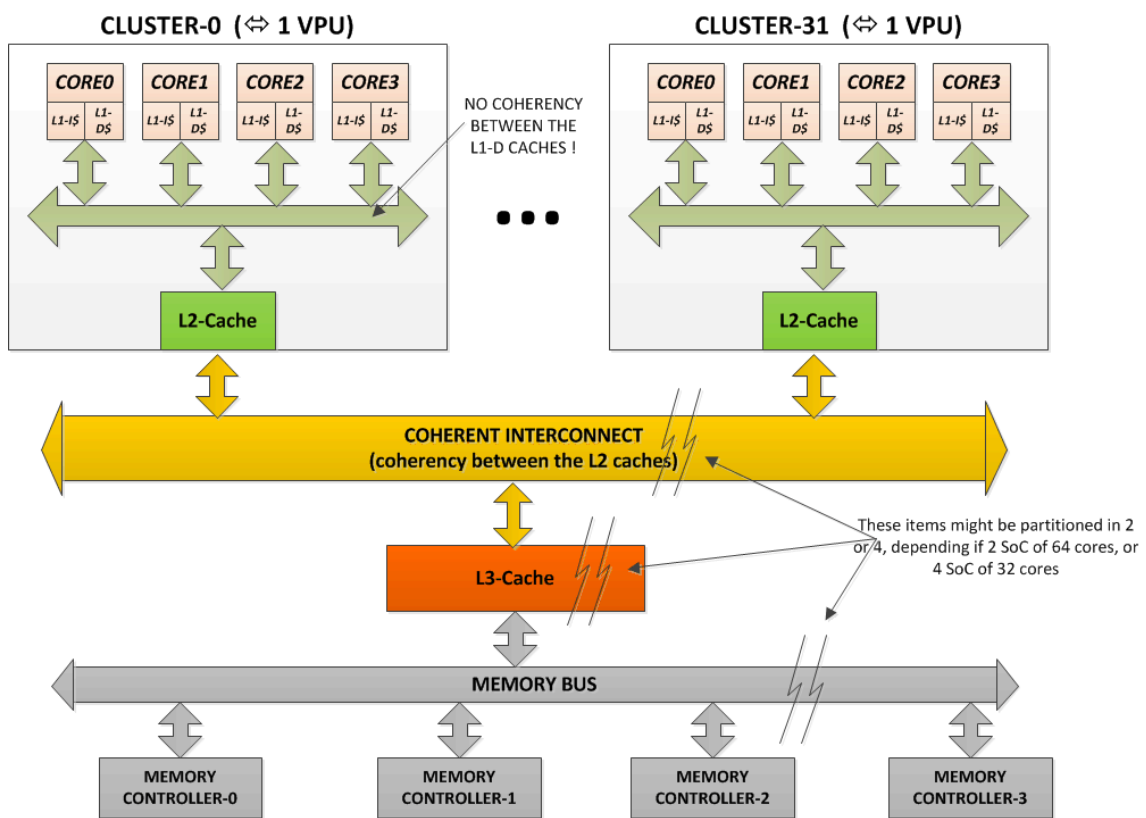 CLUSTER-0 (⇔ 1 VPU)
CLUSTER-31 (⇔ 1 VPU)
CORE0
CORE1
CORE2
CORE3
L1-I$
L1-
D$
L1-I$
L1-
D$
L1-I$
L1-
D$
L1-I$
L1-
D$
NO COHERENCY
BETWEEN THE
L1-D CACHES !
CORE0
CORE1
CORE2
CORE3
L1-I$
L1-
D$
L1-I$
L1-
D$
L1-I$
L1-
D$
L1-I$
L1-
D$
...
L2-Cache
L2-Cache
COHERENT INTERCONNECT
(coherency between the L2 caches)
These items might be partitioned in 2
or 4, depending if 2 SoC of 64 cores, or
4 SoC of 32 cores
L3-Cache
MEMORY BUS
MEMORY
CONTROLLER-0
MEMORY
CONTROLLER-1
MEMORY
CONTROLLER-2
MEMORY
CONTROLLER-3